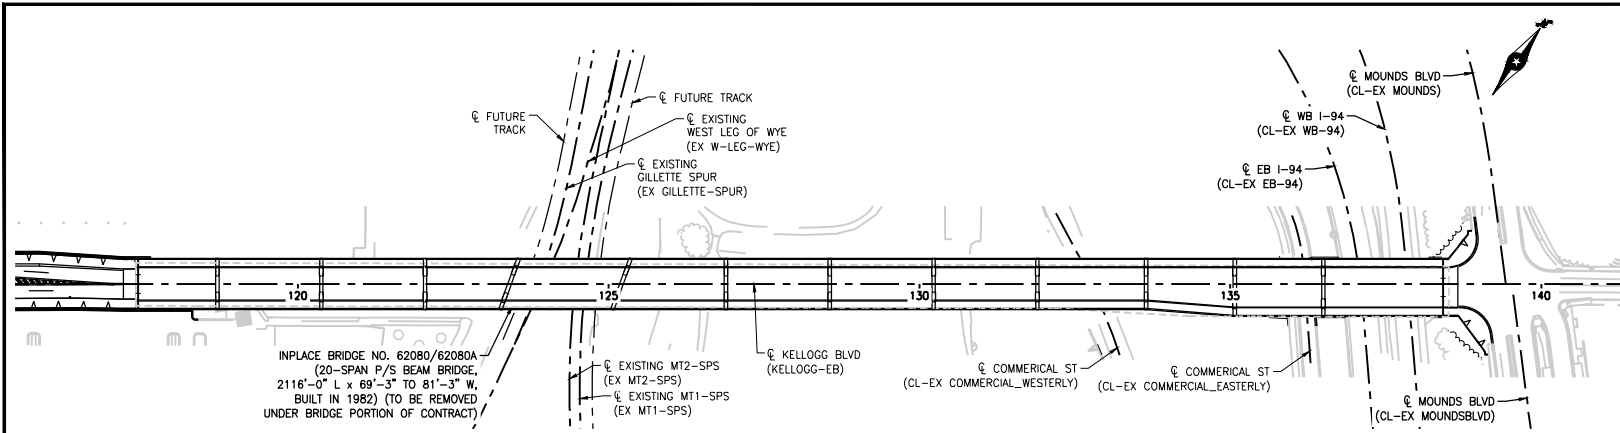 ℄ MOUNDS BLVD
(CL-EX MOUNDS)
℄ FUTURE TRACK
℄ FUTURE
TRACK
℄ EXISTING
WEST LEG OF WYE
(EX W-LEG-WYE)
℄ WB I-94
(CL-EX WB-94)
℄ EXISTING
GILLETTE SPUR
(EX GILLETTE-SPUR)
℄ EB I-94
(CL-EX EB-94)
120
125
130
135
140
INPLACE BRIDGE NO. 62080/62080A
(20-SPAN P/S BEAM BRIDGE,
2116'-0" L x 69'-3" TO 81'-3" W,
BUILT IN 1982) (TO BE REMOVED
UNDER BRIDGE PORTION OF CONTRACT)
℄ EXISTING MT2-SPS
(EX MT2-SPS)
℄ EXISTING MT1-SPS
(EX MT1-SPS)
℄ KELLOGG BLVD
(KELLOGG-EB)
℄ COMMERICAL ST
(CL-EX COMMERCIAL_WESTERLY)
℄ COMMERICAL ST
(CL-EX COMMERCIAL_EASTERLY)
℄ MOUNDS BLVD
(CL-EX MOUNDSBLVD)